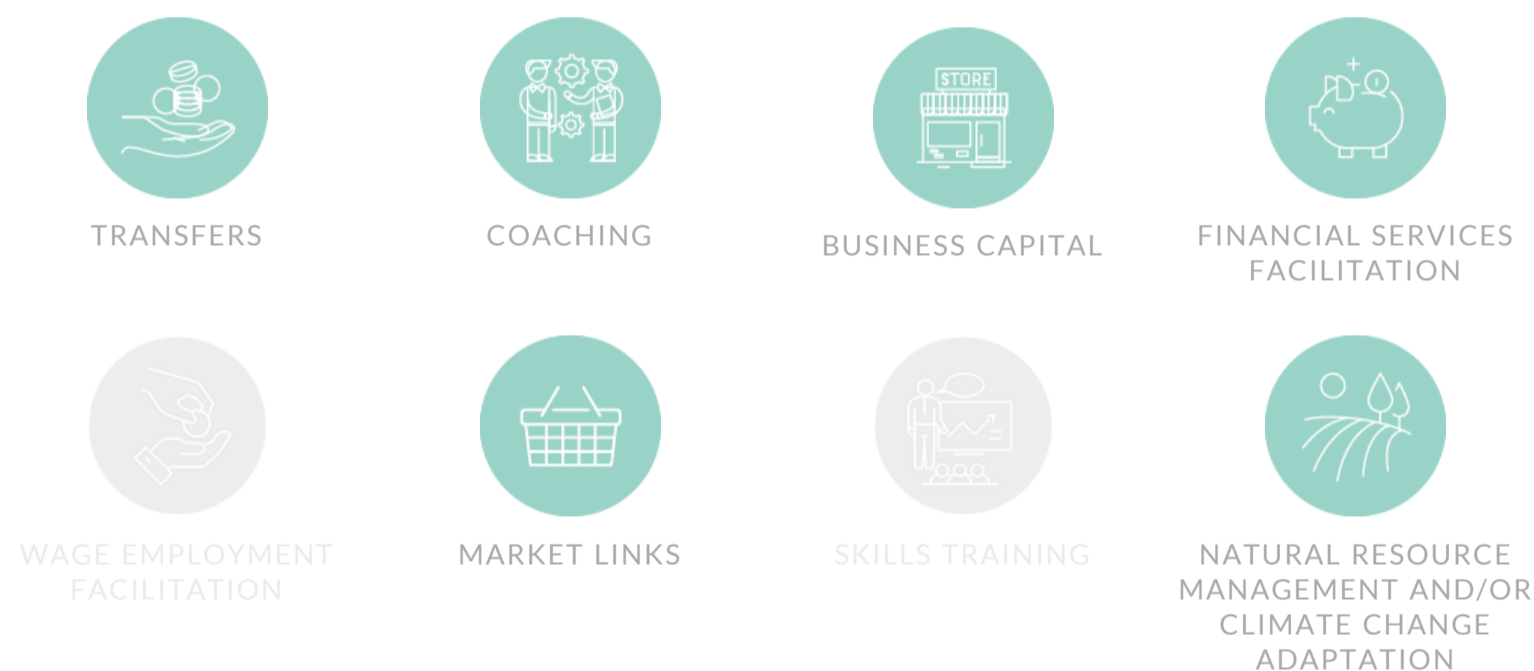 STORE
TRANSFERS
COACHING
BUSINESS CAPITAL
FINANCIAL SERVICES
FACILITATION
WAGE EMPLOYMENT
FACILITATION
MARKET LINKS
SKILLS TRAINING
NATURAL RESOURCE
MANAGEMENT AND/OR
CLIMATE CHANGE
ADAPTATION